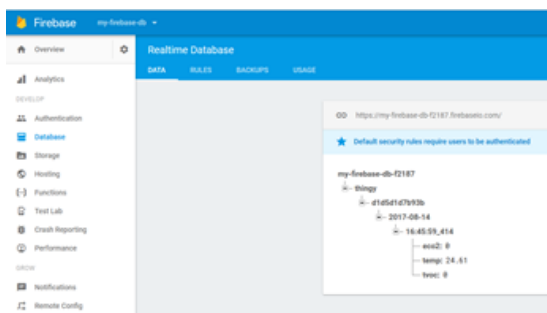 Firebase my-firebase-db
Overview
Analytics
DEVELOP
Authentication
Database
Storage
Hosting
Functions
Test Lab
Crash Reporting
Performance
GROW
Notifications
Remote Config
Realtime Database
DATA RULES BACKUPS USAGE
https://my-firebase-db-f2187.firebaseio.com/
Default security rules require users to be authenticated
my-firebase-db-f2187
thingy
d1d5d1d7b93b
2017-08-14
16:45:59_414
eco2: 0
temp: 24.61
tvoc: 0